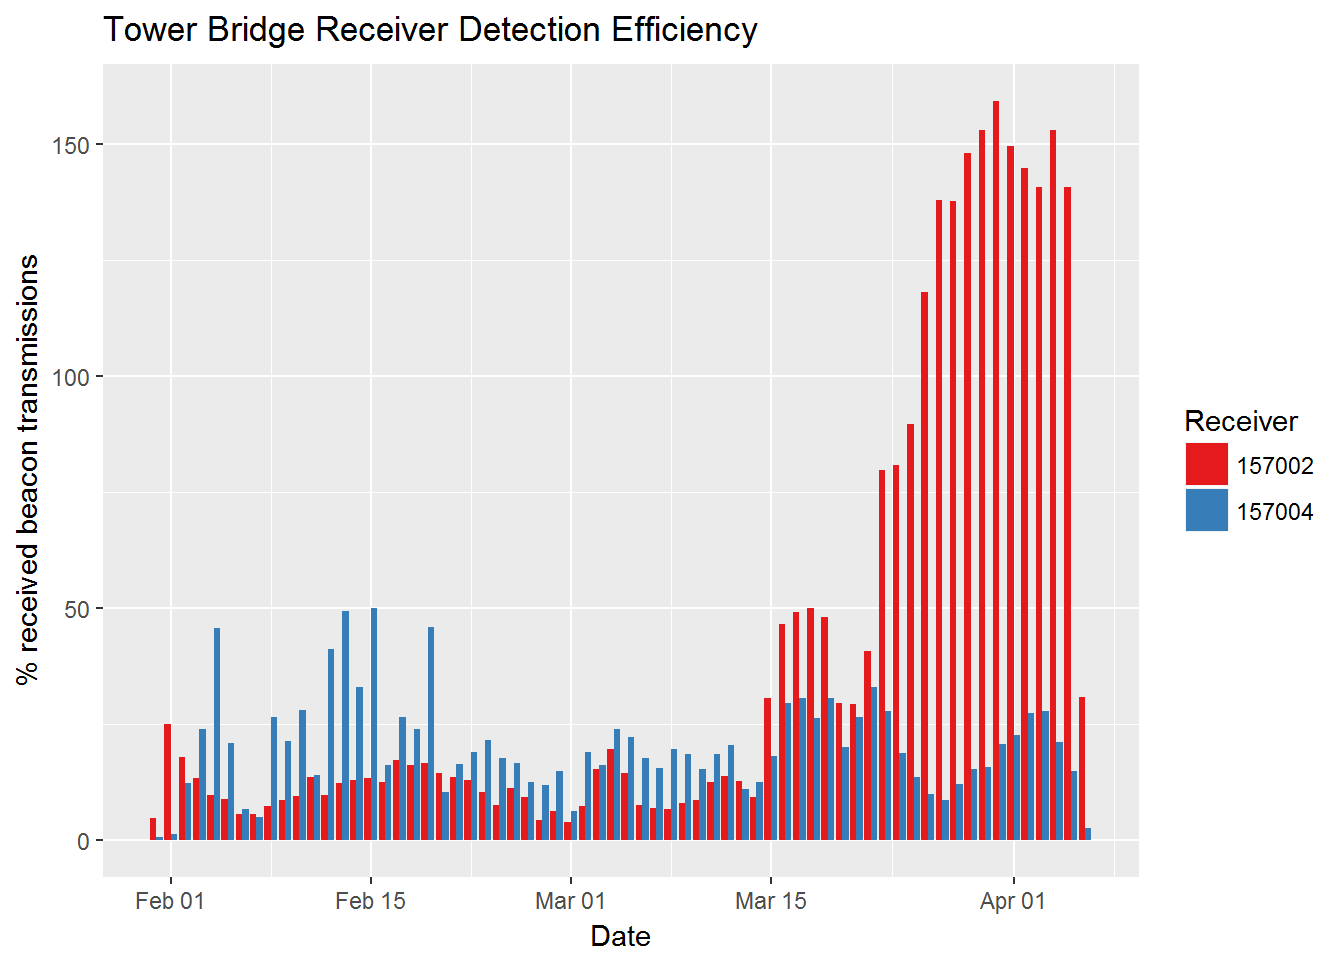 Tower Bridge Receiver Detection Efficiency
% received beacon transmissions
150
100
50
0
Feb 01
Feb 15
Mar 01
Mar 15
Apr 01
Date
Receiver
157002
157004